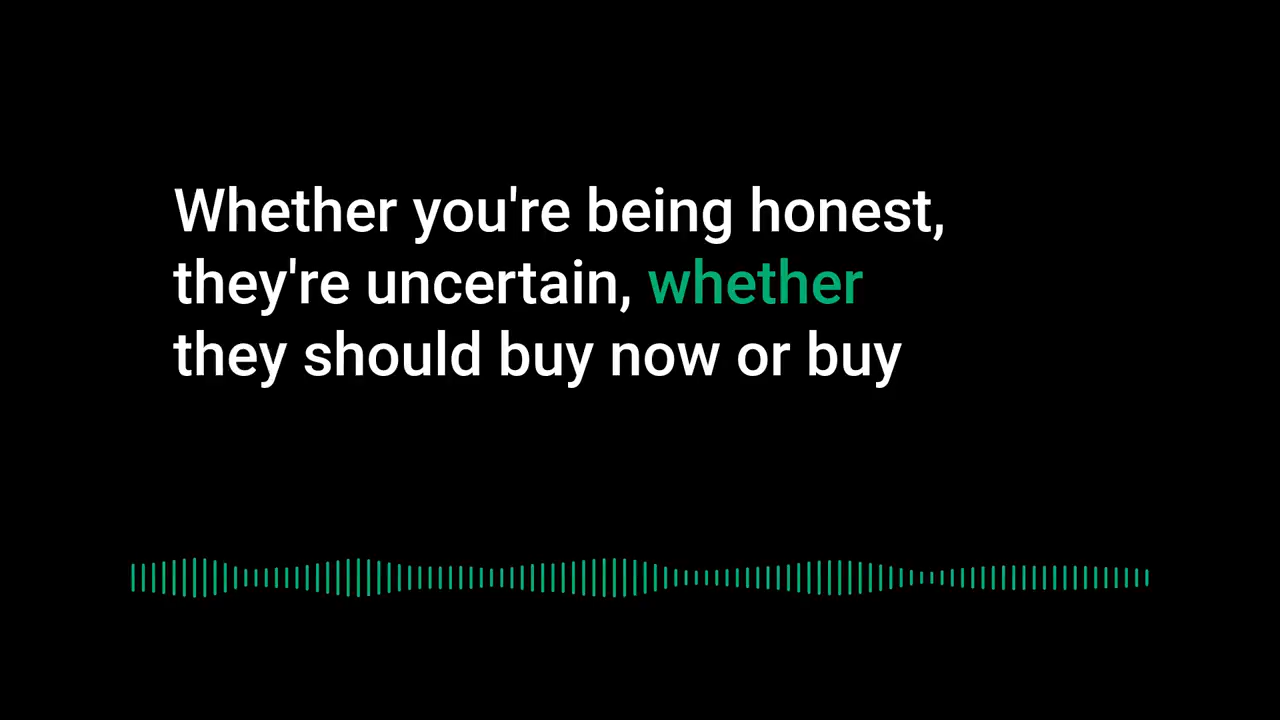 Whether you're being honest,
they're uncertain, whether
they should buy now or buy